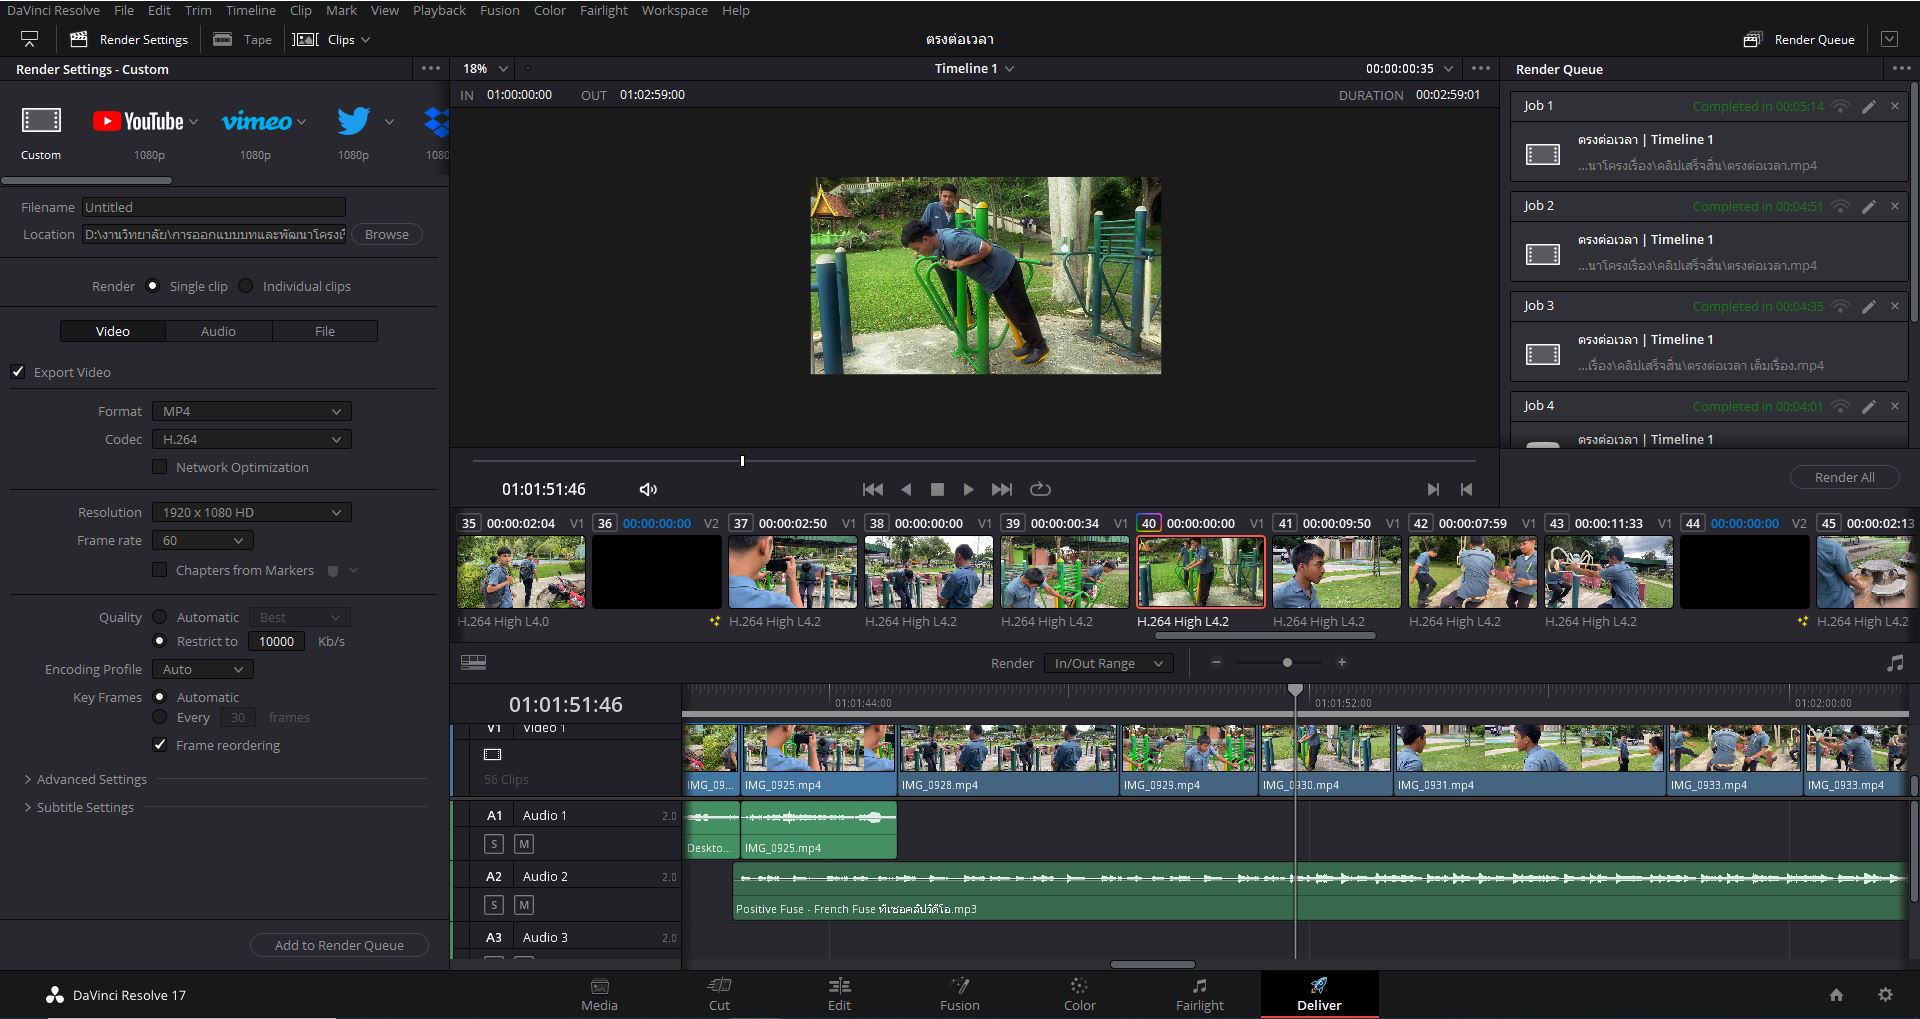 DaVinci Resolve File Edit Trim Timeline Clip Mark View Playback Fusion Color Fairlight Workspace Help
Render Settings Tape Clips ตรงต่อเวลา Render Queue
Render Settings - Custom 18% Timeline 1 00:00:00:35 Render Queue
IN 01:00:00:00 OUT 01:02:59:00 DURATION 00:02:59:01
YouTube vimeo
Custom 1080p 1080p 1080p 1080
Filename Untitled
Location D:\งานวิทยาลัย\การออกแบบบทและพัฒนาโครงเ Browse
Render Single clip Individual clips
Video Audio File
Export Video
Format MP4
Codec H.264
Network Optimization
Resolution 1920 x 1080 HD
Frame rate 60
Chapters from Markers
Quality Automatic Best
Restrict to 10000 Kb/s
Encoding Profile Auto
Key Frames Automatic
Every 30 frames
Frame reordering
Advanced Settings
Subtitle Settings
Add to Render Queue
Job 1 Completed in 00:05:14
ตรงต่อเวลา | Timeline 1
...นาโครงเรื่อง\คลิปเสร็จสิ้น\ตรงต่อเวลา.mp4
Job 2 Completed in 00:04:51
ตรงต่อเวลา | Timeline 1
...นาโครงเรื่อง\คลิปเสร็จสิ้น\ตรงต่อเวลา.mp4
Job 3 Completed in 00:04:35
ตรงต่อเวลา | Timeline 1
...เรื่อง\คลิปเสร็จสิ้น\ตรงต่อเวลา เต็มเรื่อง.mp4
Job 4 Completed in 00:04:01
ตรงต่อเวลา | Timeline 1
Render All
01:01:51:46
35 00:00:02:04 V1 36 00:00:00:00 V2 37 00:00:02:50 V1 38 00:00:00:00 V1 39 00:00:00:34 V1 40 00:00:00:00 V1 41 00:00:09:50 V1 42 00:00:07:59 V1 43 00:00:11:33 V1 44 00:00:00:00 V2 45 00:00:02:13
H.264 High L4.0 H.264 High L4.2 H.264 High L4.2 H.264 High L4.2 H.264 High L4.2 H.264 High L4.2 H.264 High L4.2 H.264 High L4.2 H.264 High L4.2
Render In/Out Range
01:01:51:46 01:01:44:00 01:01:52:00 01:02:00:00
V1 Video 1
56 Clips
IMG_09... IMG_0925.mp4 IMG_0928.mp4 IMG_0929.mp4 IMG_0930.mp4 IMG_0931.mp4 IMG_0933.mp4 IMG_0933.mp4
A1 Audio 1 2.0
S M Deskto... IMG_0925.mp4
A2 Audio 2 2.0
S M Positive Fuse - French Fuse ที่เซอคลิปวิดีโอ.mp3
A3 Audio 3 2.0
DaVinci Resolve 17 Media Cut Edit Fusion Color Fairlight Deliver